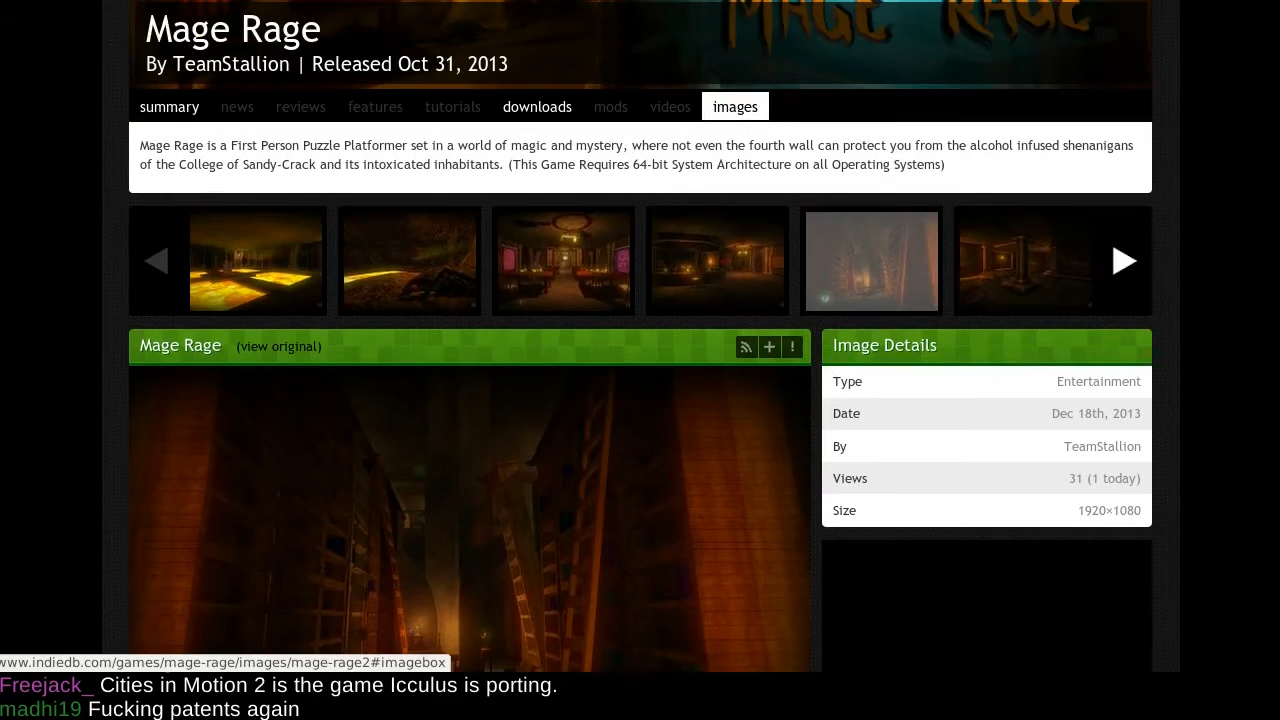 MAGE RAGE
Mage Rage
By TeamStallion | Released Oct 31, 2013
summary news reviews features tutorials downloads mods videos images
Mage Rage is a First Person Puzzle Platformer set in a world of magic and mystery, where not even the fourth wall can protect you from the alcohol infused shenanigans
of the College of Sandy-Crack and its intoxicated inhabitants. (This Game Requires 64-bit System Architecture on all Operating Systems)
Mage Rage (view original)
Image Details
Type Entertainment
Date Dec 18th, 2013
By TeamStallion
Views 31 (1 today)
Size 1920×1080
www.indiedb.com/games/mage-rage/images/mage-rage2#imagebox
Freejack_ Cities in Motion 2 is the game Icculus is porting.
madhi19 Fucking patents again